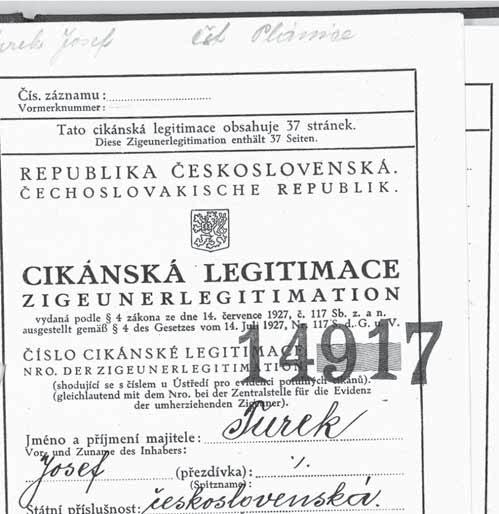 Turek Josef čet Plánice
Čís. záznamu:
Vormerknummer:
Tato cikánská legitimace obsahuje 37 stránek.
Diese Zigeunerlegitimation enthält 37 Seiten.
REPUBLIKA ČESKOSLOVENSKÁ.
ČECHOSLOVAKISCHE REPUBLIK.
CIKÁNSKÁ LEGITIMACE
ZIGEUNERLEGITIMATION
vydaná podle § 4 zákona ze dne 14. července 1927, č. 117 Sb. z. a n.
ausgestellt gemäß § 4 des Gesetzes vom 14. Juli 1927, Nr. 117 S. d. G. u. V.
ČÍSLO CIKÁNSKÉ LEGITIMACE
NRO. DER ZIGEUNERLEGITIMATION
14917
(shodující se s číslem u Ústředí pro evidenci potulných cikánů).
(gleichlautend mit dem Nro. bei der Zentralstelle für die Evidenz
der umherziehenden Zigeuner).
Jméno a příjmení majitele: Turek
Vor- und Zuname des Inhabers:
Josef (přezdívka): ./.
(Spitzname)
Státní příslušnost: československá.